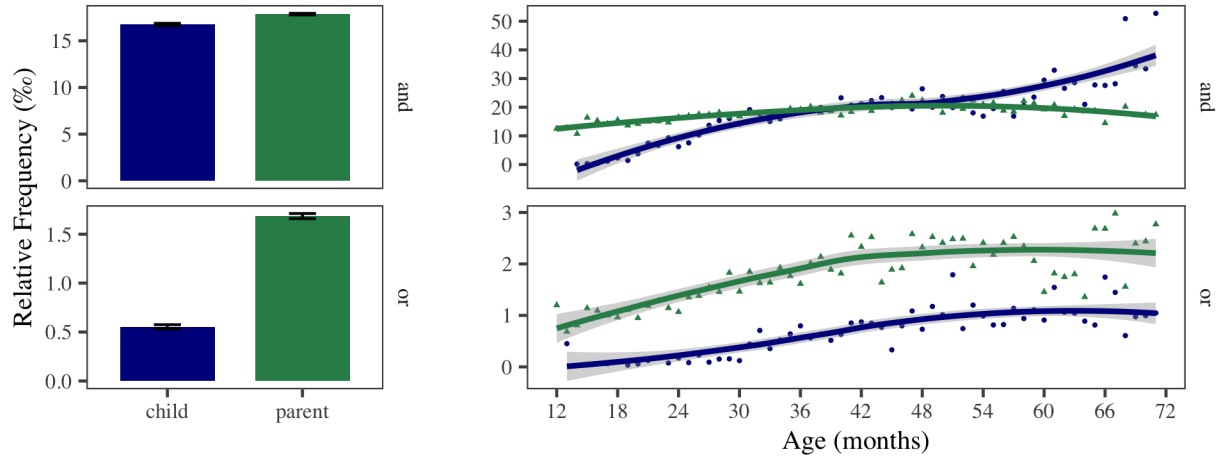 Relative Frequency (‰)
15
10
5
0
and
1.5
1.0
0.5
0.0
or
child
parent
50
40
30
20
10
0
and
3
2
1
0
or
12 18 24 30 36 42 48 54 60 66 72
Age (months)